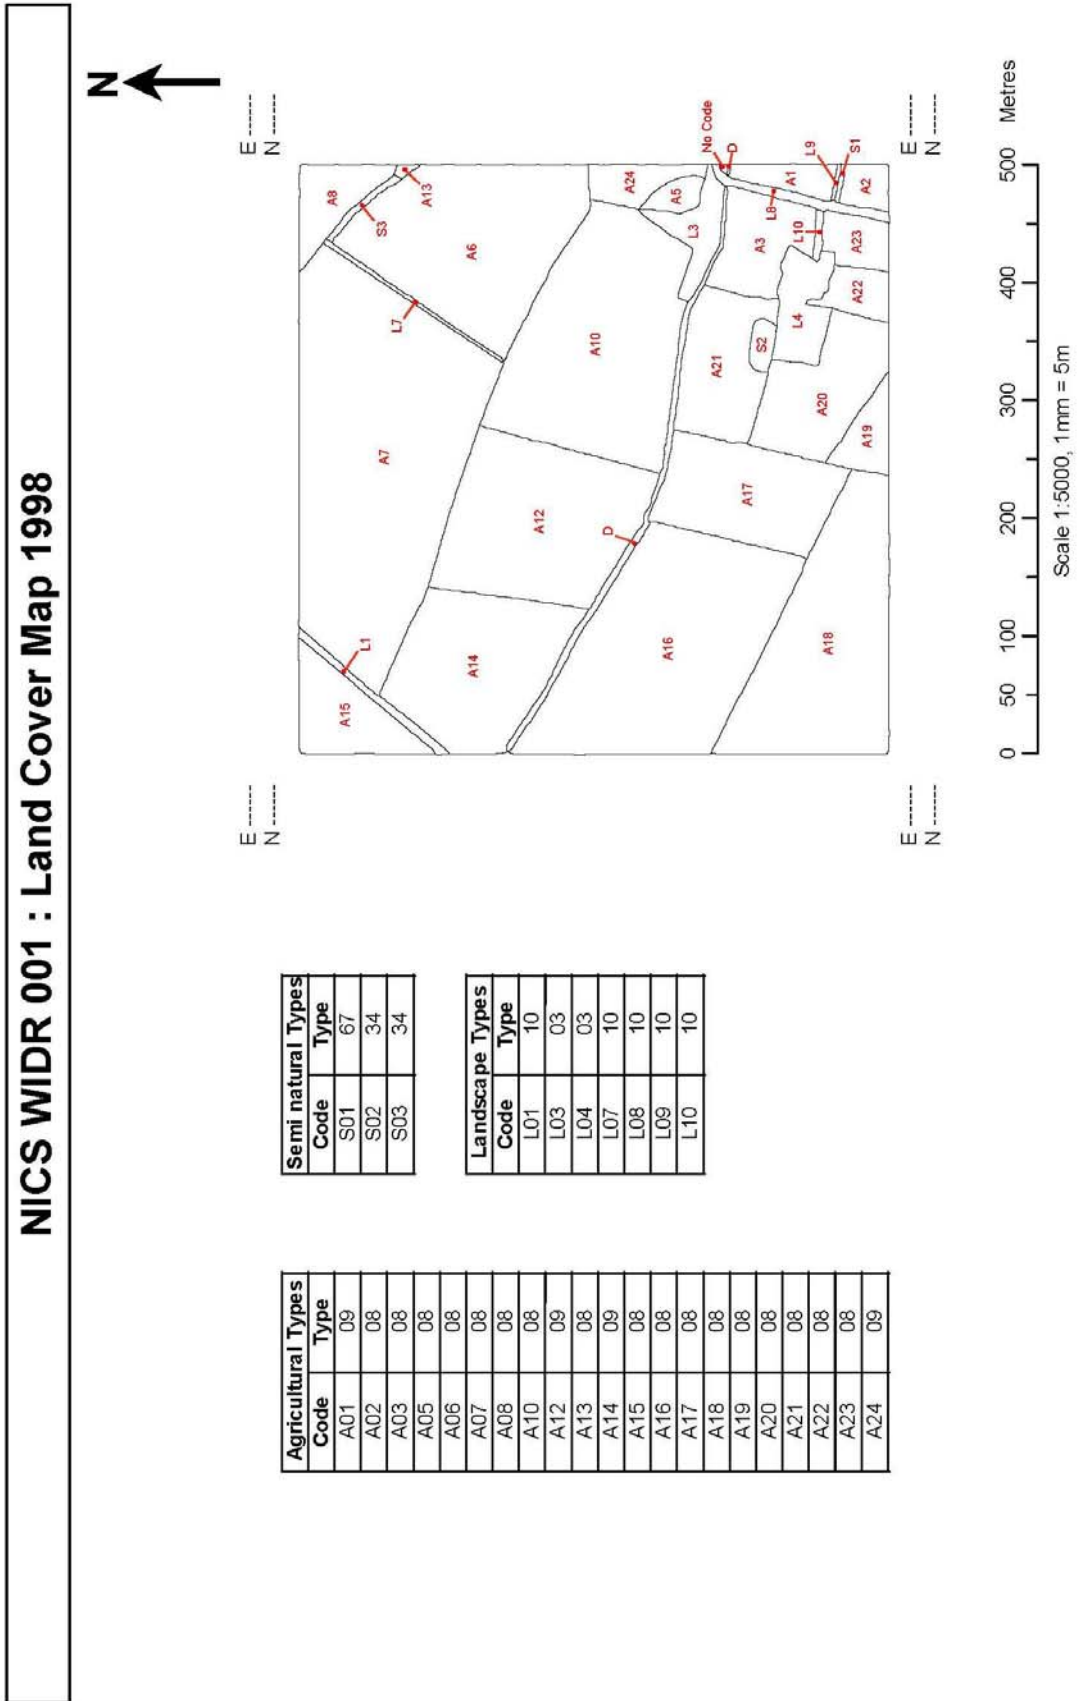 NICS WIDR 001 : Land Cover Map 1998
Agricultural Types
Code Type
A01 09
A02 08
A03 08
A05 08
A06 08
A07 08
A08 08
A10 08
A12 09
A13 08
A14 09
A15 08
A16 08
A17 08
A18 08
A19 08
A20 08
A21 08
A22 08
A23 08
A24 09
Semi natural Types
Code Type
S01 67
S02 34
S03 34
Landscape Types
Code Type
L01 10
L03 03
L04 03
L07 10
L08 10
L09 10
L10 10
N
E ------
N ------
E ------
N ------
A15
L1
A7
L7
A8
S3
A13
A6
A14
A12
A10
A24
A5
L3
No Code
D
D
A16
A17
A21
S2
A3
L8
A1
L9
S1
L10
L4
A20
A18
A19
A22
A23
A2
E ------
N ------
E ------
N ------
0 50 100 200 300 400 500 Metres
Scale 1:5000, 1mm = 5m